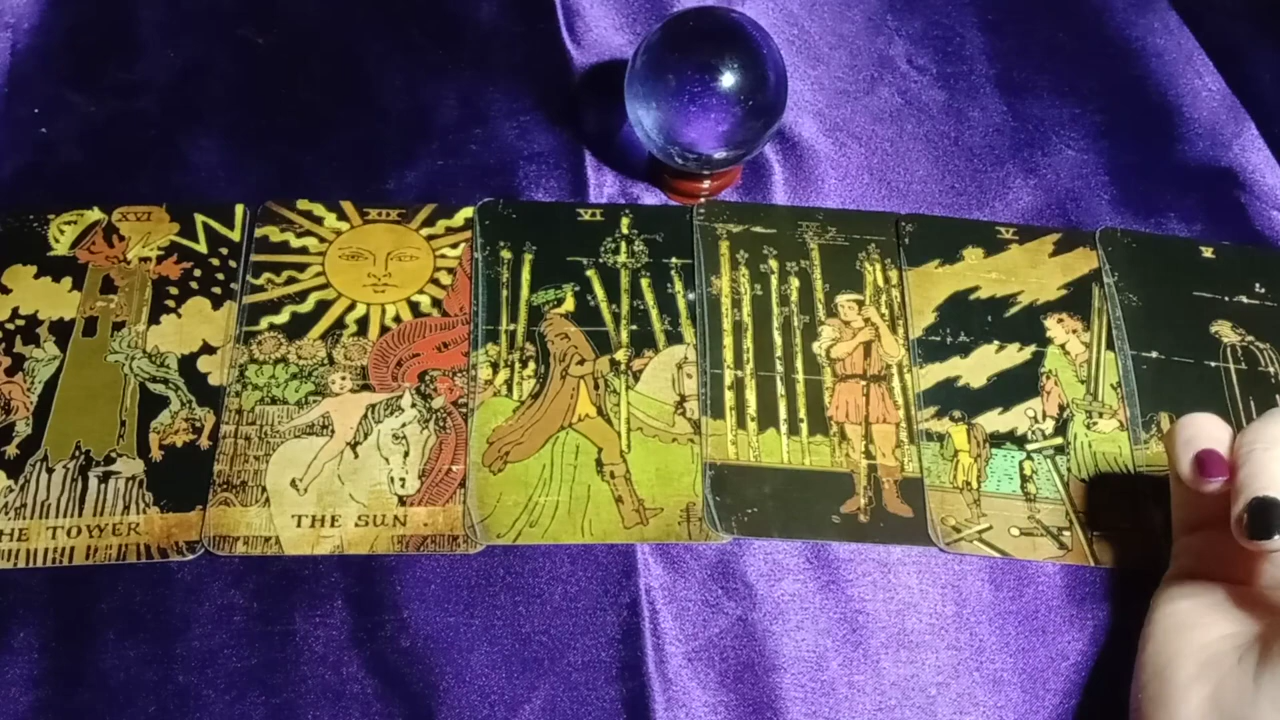 XVI
HE TOWER.
XIX
THE SUN.
VI
V
V